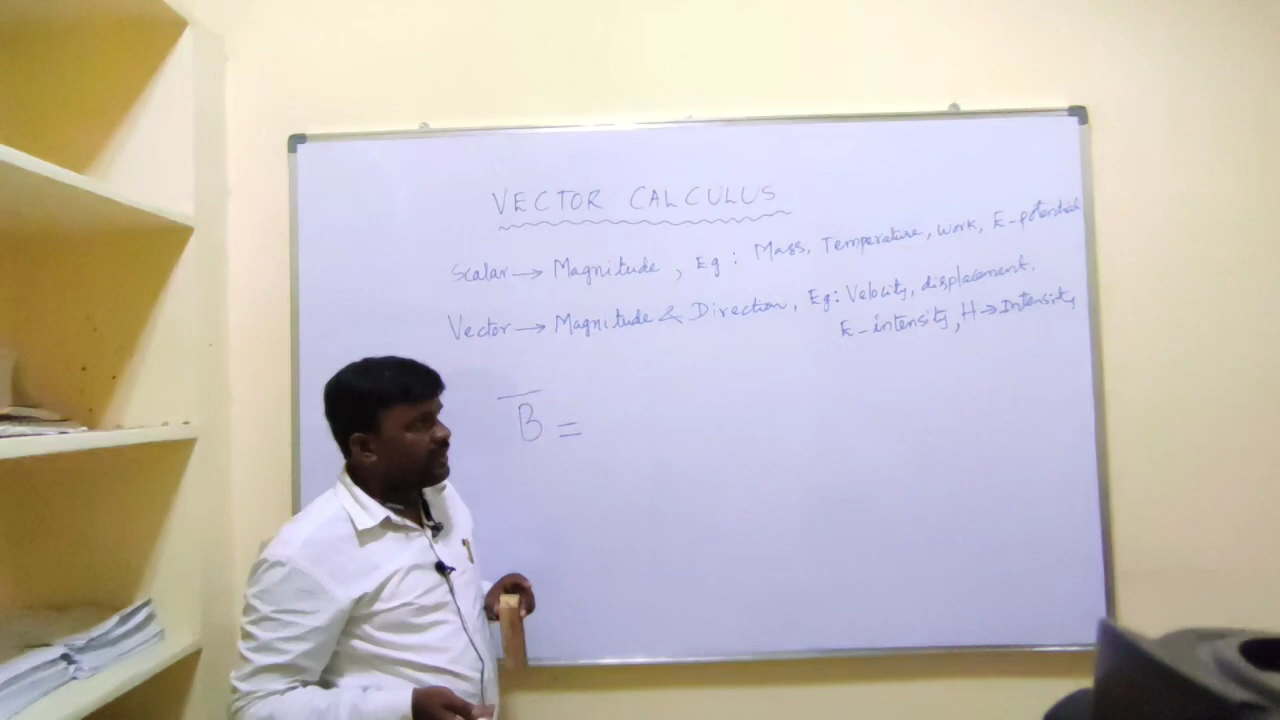 VECTOR CALCULUS
Scalar → Magnitude, Eg: Mass, Temperature, work, E-potential
Vector → Magnitude & Direction, Eg: Velocity, displacement.
E-intensity, H→Intensity
B̅ =